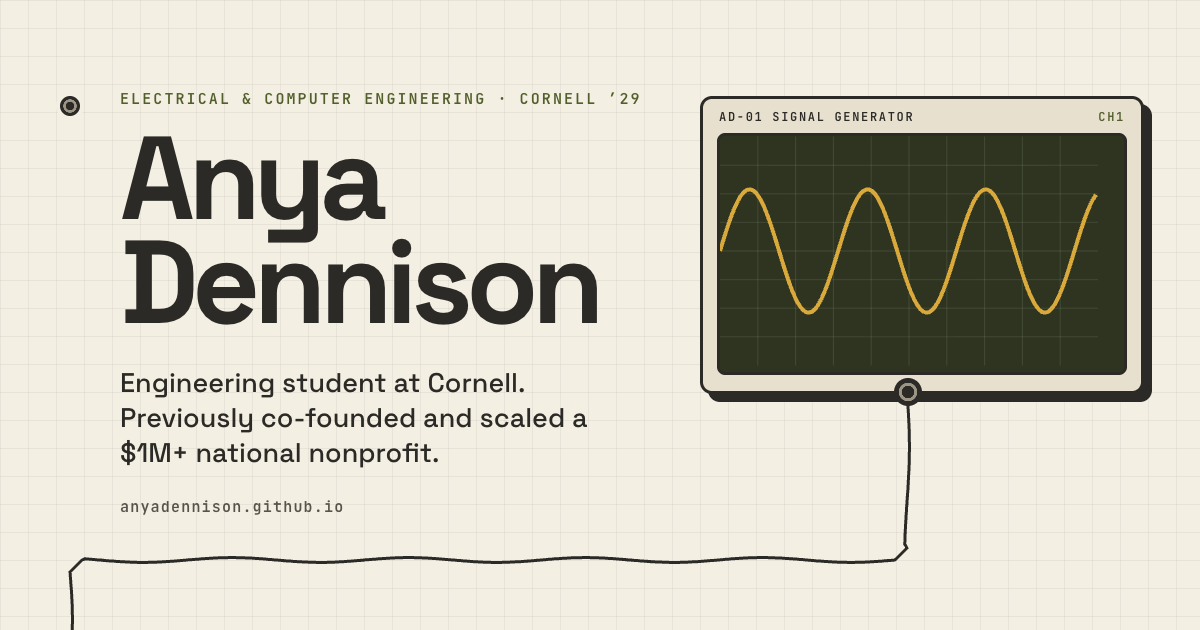 ELECTRICAL & COMPUTER ENGINEERING · CORNELL ’29
Anya
Dennison
Engineering student at Cornell.
Previously co-founded and scaled a
$1M+ national nonprofit.
anyadennison.github.io
AD-01 SIGNAL GENERATOR
CH1